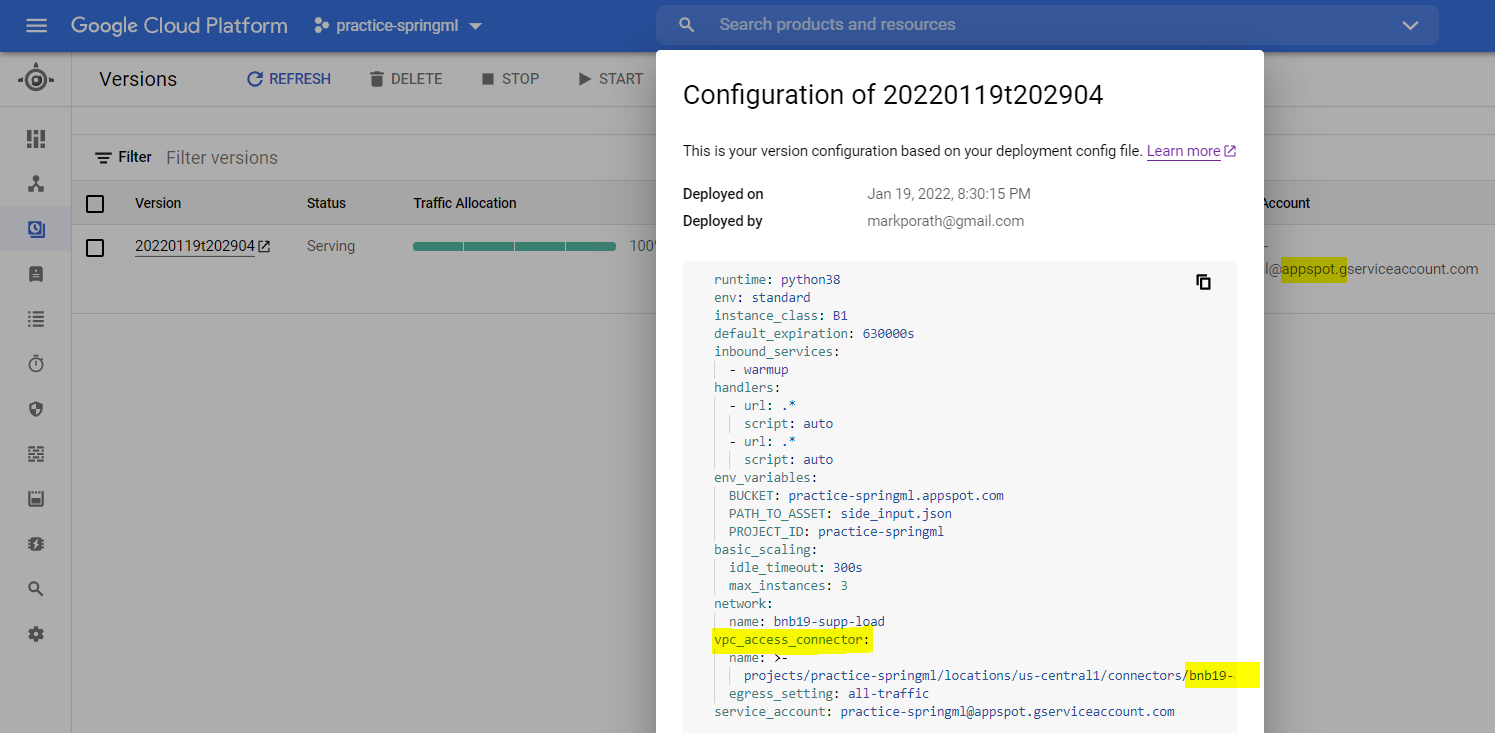 Google Cloud Platform practice-springml Search products and resources
Versions REFRESH DELETE STOP START
Filter Filter versions
Version Status Traffic Allocation Account
20220119t202904 Serving 100%
l@appspot.gserviceaccount.com
Configuration of 20220119t202904
This is your version configuration based on your deployment config file. Learn more
Deployed on Jan 19, 2022, 8:30:15 PM
Deployed by markporath@gmail.com
runtime: python38
env: standard
instance_class: B1
default_expiration: 630000s
inbound_services:
- warmup
handlers:
- url: .*
script: auto
- url: .*
script: auto
env_variables:
BUCKET: practice-springml.appspot.com
PATH_TO_ASSET: side_input.json
PROJECT_ID: practice-springml
basic_scaling:
idle_timeout: 300s
max_instances: 3
network:
name: bnb19-supp-load
vpc_access_connector:
name: >-
projects/practice-springml/locations/us-central1/connectors/bnb19-
egress_setting: all-traffic
service_account: practice-springml@appspot.gserviceaccount.com